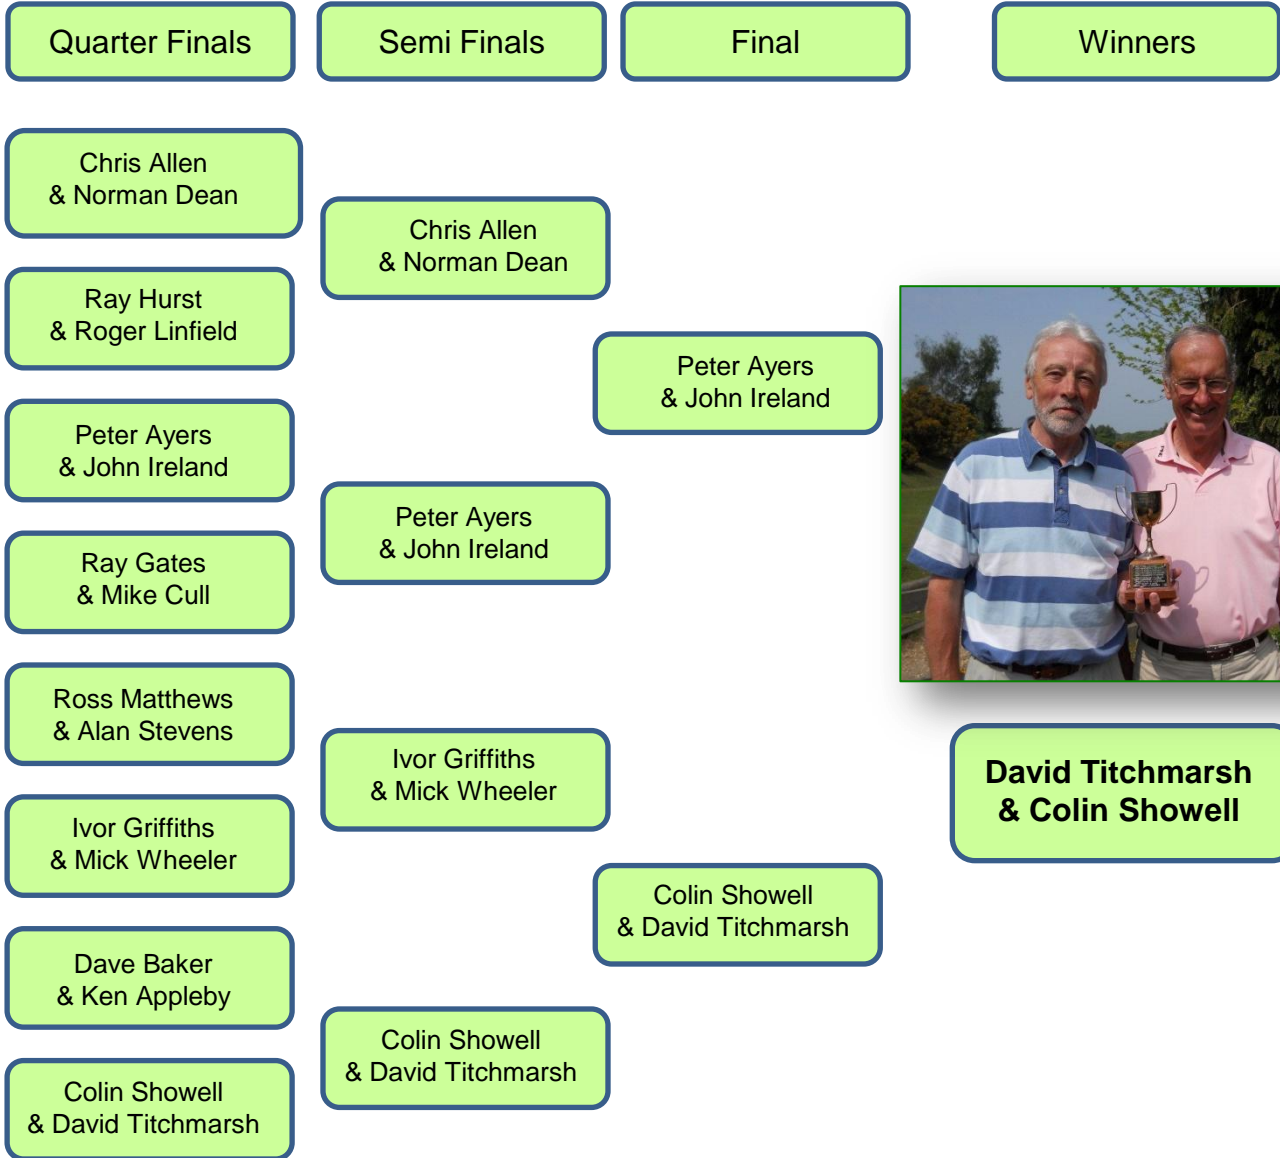 Quarter Finals
Semi Finals
Final
Winners
Chris Allen
& Norman Dean
Ray Hurst
& Roger Linfield
Peter Ayers
& John Ireland
Ray Gates
& Mike Cull
Ross Matthews
& Alan Stevens
Ivor Griffiths
& Mick Wheeler
Dave Baker
& Ken Appleby
Colin Showell
& David Titchmarsh
Chris Allen
& Norman Dean
Peter Ayers
& John Ireland
Ivor Griffiths
& Mick Wheeler
Colin Showell
& David Titchmarsh
Peter Ayers
& John Ireland
Colin Showell
& David Titchmarsh
David Titchmarsh
& Colin Showell